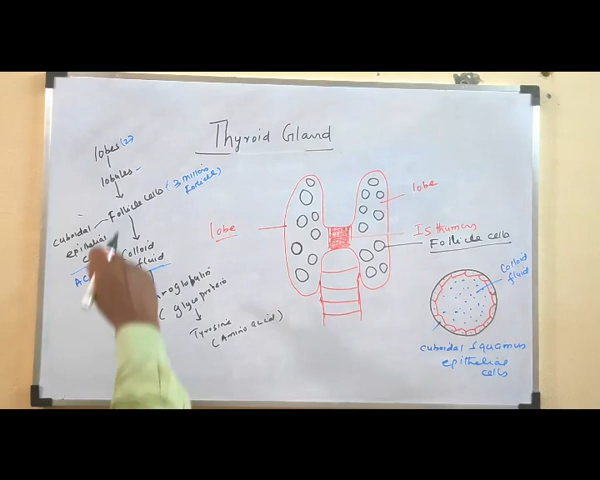 Thyroid Gland
lobes (2)
lobules
Follicle cells (3 million
follicle)
cuboidal
epithelial
Colloid
fluid
glycoprotein
Tyrosine
(Amino acid)
lobe
lobe
Isthumus
Follicle cells
Colloid
fluid
cuboidal squamus
epithelial
cells